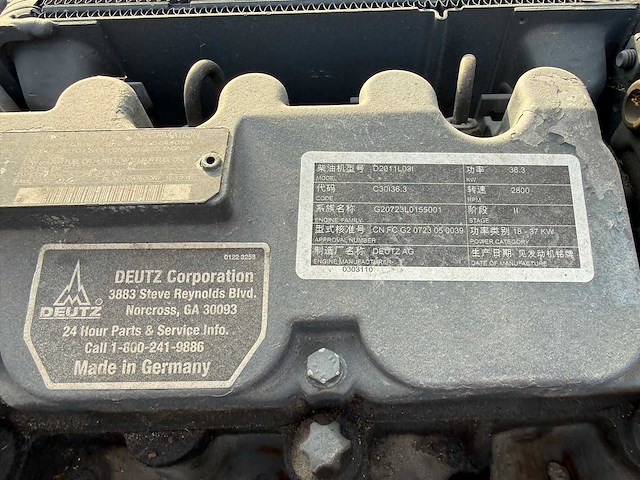 柴油机型号 D2011L03I 功率 36.3
MODEL KW
代码 C30I36.3 转速 2800
CODE RPM
系族名称 G20723L0155001 阶段 II
ENGINE FAMILY STAGE
型式核准号 CN FC G2 0723 05 0039 功率类别 18 - 37 KW
APPROVAL NUMBER POWER CATEGORY
制造厂名称 DEUTZ AG 生产日期 见发动机铭牌
ENGINE MANUFACTURER DATE OF MANUFACTURE
0303110
0122 3258
DEUTZ Corporation
3883 Steve Reynolds Blvd.
Norcross, GA 30093
DEUTZ®
24 Hour Parts & Service Info.
Call 1-800-241-9886
Made in Germany